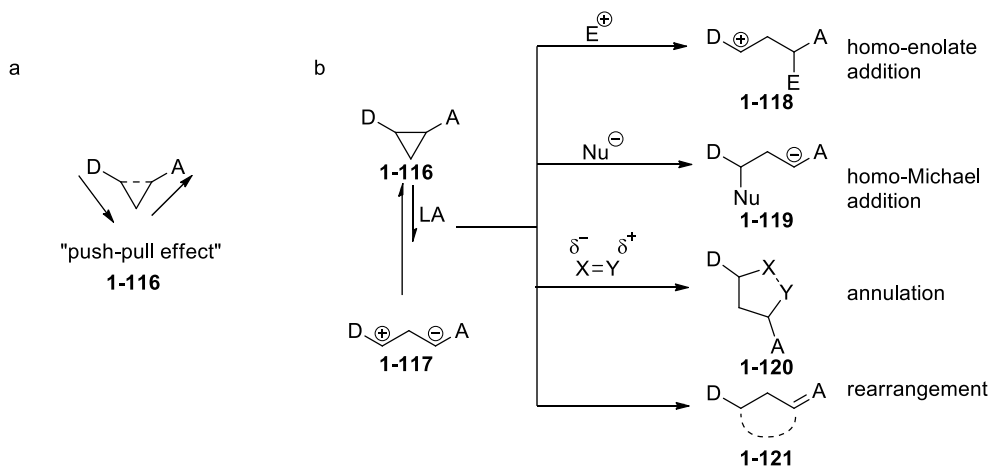 a
D A
"push-pull effect"
1-116
b
D A
1-116
LA
D ⊕ ⊖ A
1-117
E⊕
D ⊕ A
E
1-118
homo-enolate
addition
Nu⊖
D ⊖ A
Nu
1-119
homo-Michael
addition
δ− δ+
X=Y
D X
Y
A
1-120
annulation
D A
1-121
rearrangement